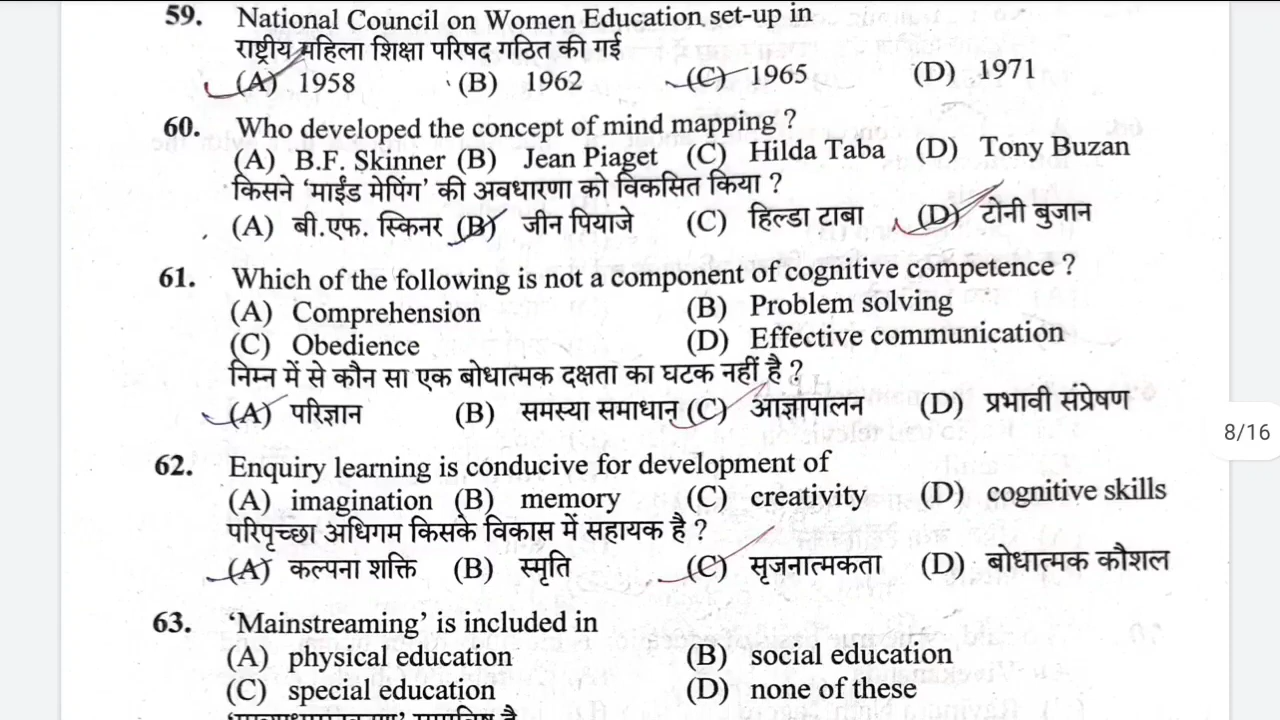 59. National Council on Women Education set-up in
राष्ट्रीय महिला शिक्षा परिषद गठित की गई
(A) 1958 (B) 1962 (C) 1965 (D) 1971
60. Who developed the concept of mind mapping ?
(A) B.F. Skinner (B) Jean Piaget (C) Hilda Taba (D) Tony Buzan
किसने ‘माईंड मेपिंग’ की अवधारणा को विकसित किया ?
(A) बी.एफ. स्किनर (B) जीन पियाजे (C) हिल्डा टाबा (D) टोनी बुजान
61. Which of the following is not a component of cognitive competence ?
(A) Comprehension (B) Problem solving
(C) Obedience (D) Effective communication
निम्न में से कौन सा एक बोधात्मक दक्षता का घटक नहीं है ?
(A) परिज्ञान (B) समस्या समाधान (C) आज्ञापालन (D) प्रभावी संप्रेषण
62. Enquiry learning is conducive for development of
(A) imagination (B) memory (C) creativity (D) cognitive skills
परिपृच्छा अधिगम किसके विकास में सहायक है ?
(A) कल्पना शक्ति (B) स्मृति (C) सृजनात्मकता (D) बोधात्मक कौशल
63. ‘Mainstreaming’ is included in
(A) physical education (B) social education
(C) special education (D) none of these
8/16